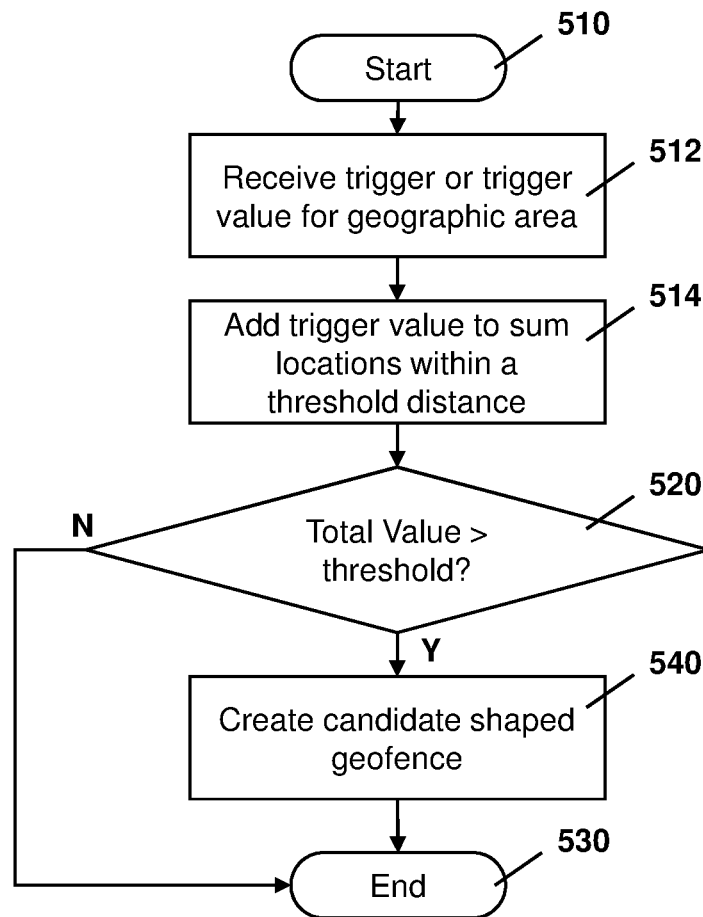 510
Start
512
Receive trigger or trigger
value for geographic area
514
Add trigger value to sum
locations within a
threshold distance
520
N
Total Value >
threshold?
Y
540
Create candidate shaped
geofence
530
End